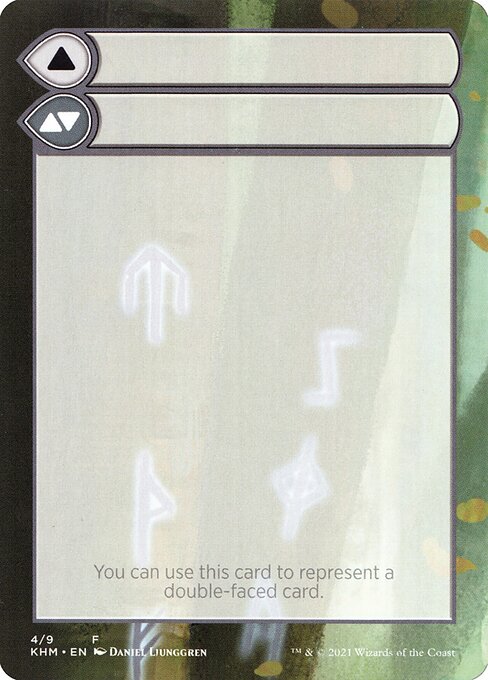 You can use this card to represent a
double-faced card.
4/9 F
KHM • EN Daniel Ljunggren
™ & © 2021 Wizards of the Coast